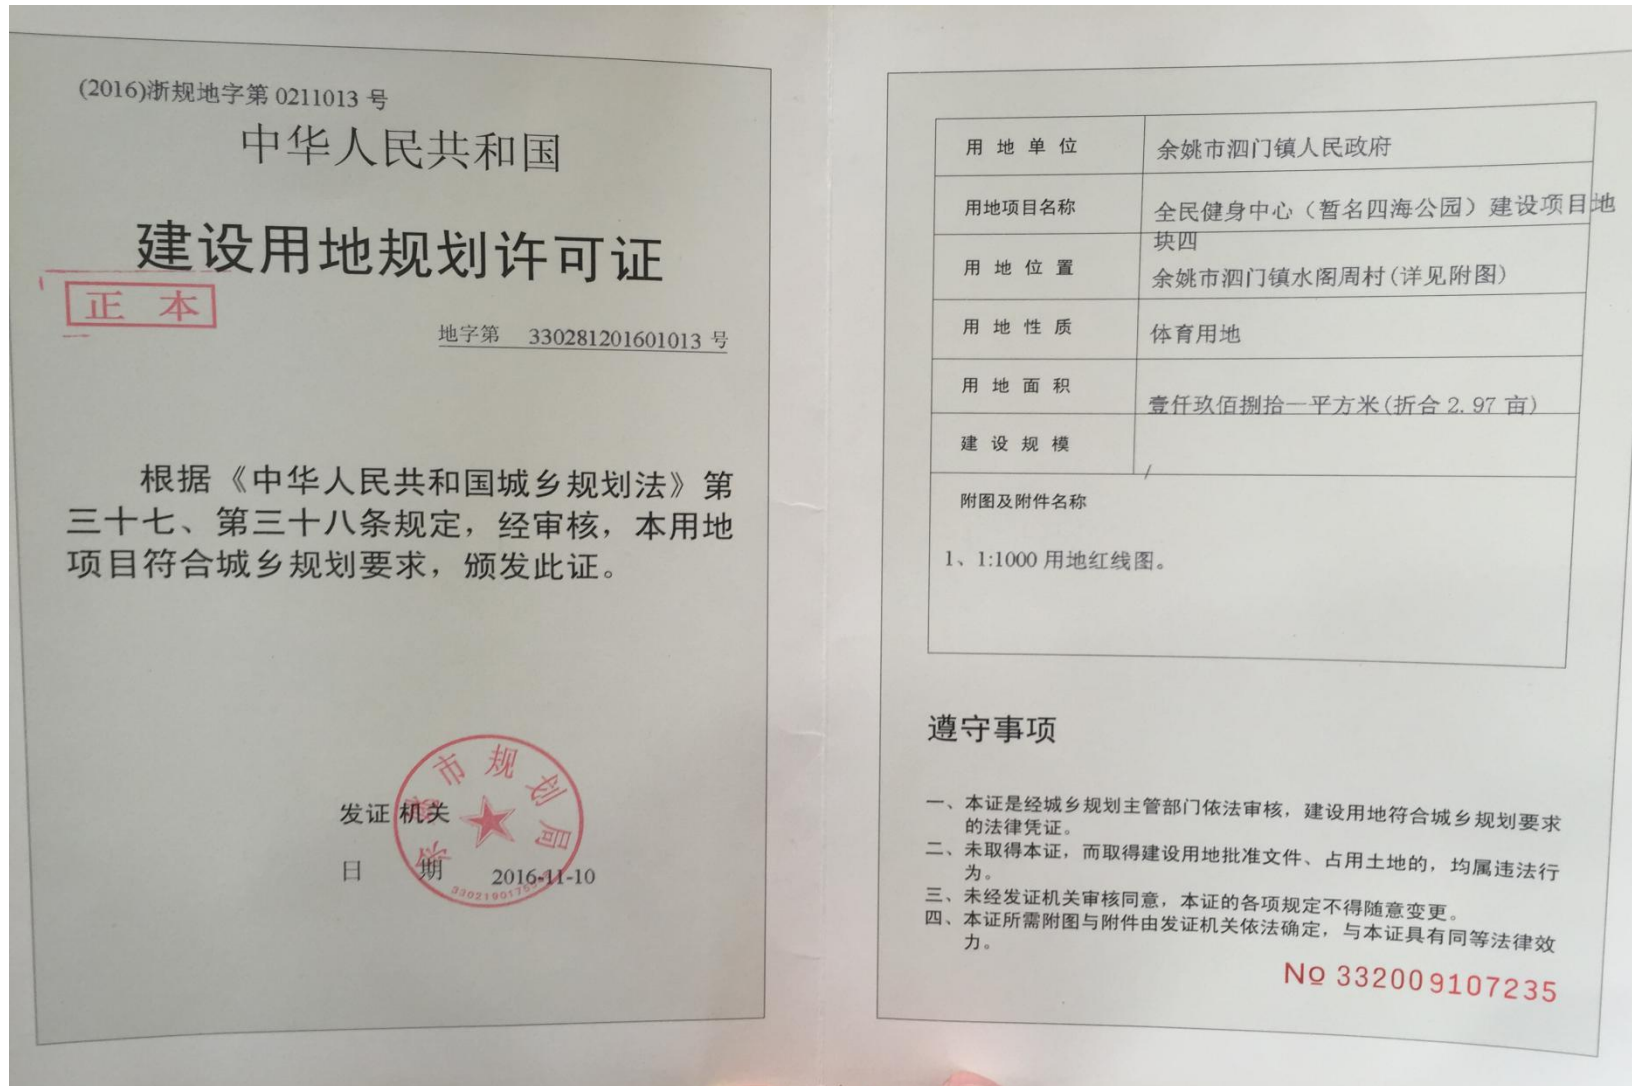 (2016)浙规地字第 0211013 号
中华人民共和国
建设用地规划许可证
正 本
地字第 330281201601013 号
根据《中华人民共和国城乡规划法》第
三十七、第三十八条规定，经审核，本用地
项目符合城乡规划要求，颁发此证。
余姚市规划局
发证机关
日 期 2016-11-10
用 地 单 位 余姚市泗门镇人民政府
用地项目名称 全民健身中心（暂名四海公园）建设项目地
块四
用 地 位 置 余姚市泗门镇水阁周村(详见附图)
用 地 性 质 体育用地
用 地 面 积 壹仟玖佰捌拾一平方米(折合 2.97 亩)
建 设 规 模 /
附图及附件名称
1、1:1000 用地红线图。
遵守事项
一、本证是经城乡规划主管部门依法审核，建设用地符合城乡规划要求
的法律凭证。
二、未取得本证，而取得建设用地批准文件、占用土地的，均属违法行
为。
三、未经发证机关审核同意，本证的各项规定不得随意变更。
四、本证所需附图与附件由发证机关依法确定，与本证具有同等法律效
力。
№ 332009107235